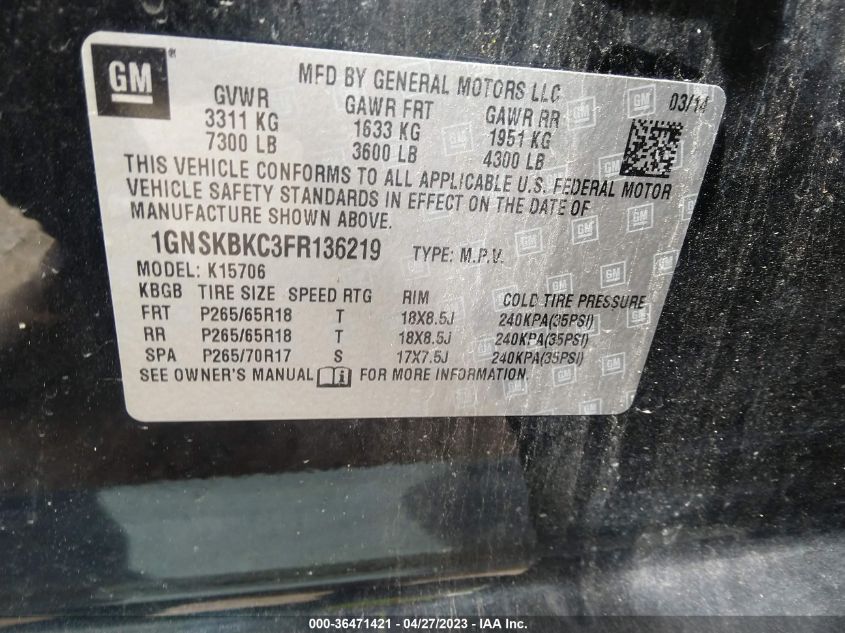 GM
MFD BY GENERAL MOTORS LLC
03/14
GVWR GAWR FRT GAWR RR
3311 KG 1633 KG 1951 KG
7300 LB 3600 LB 4300 LB
THIS VEHICLE CONFORMS TO ALL APPLICABLE U.S. FEDERAL MOTOR
VEHICLE SAFETY STANDARDS IN EFFECT ON THE DATE OF
MANUFACTURE SHOWN ABOVE.
1GNSKBKC3FR136219 TYPE: M.P.V.
MODEL: K15706
KBGB TIRE SIZE SPEED RTG RIM COLD TIRE PRESSURE
FRT P265/65R18 T 18X8.5J 240KPA(35PSI)
RR P265/65R18 T 18X8.5J 240KPA(35PSI)
SPA P265/70R17 S 17X7.5J 240KPA(35PSI)
SEE OWNER'S MANUAL FOR MORE INFORMATION
000-36471421 - 04/27/2023 - IAA Inc.